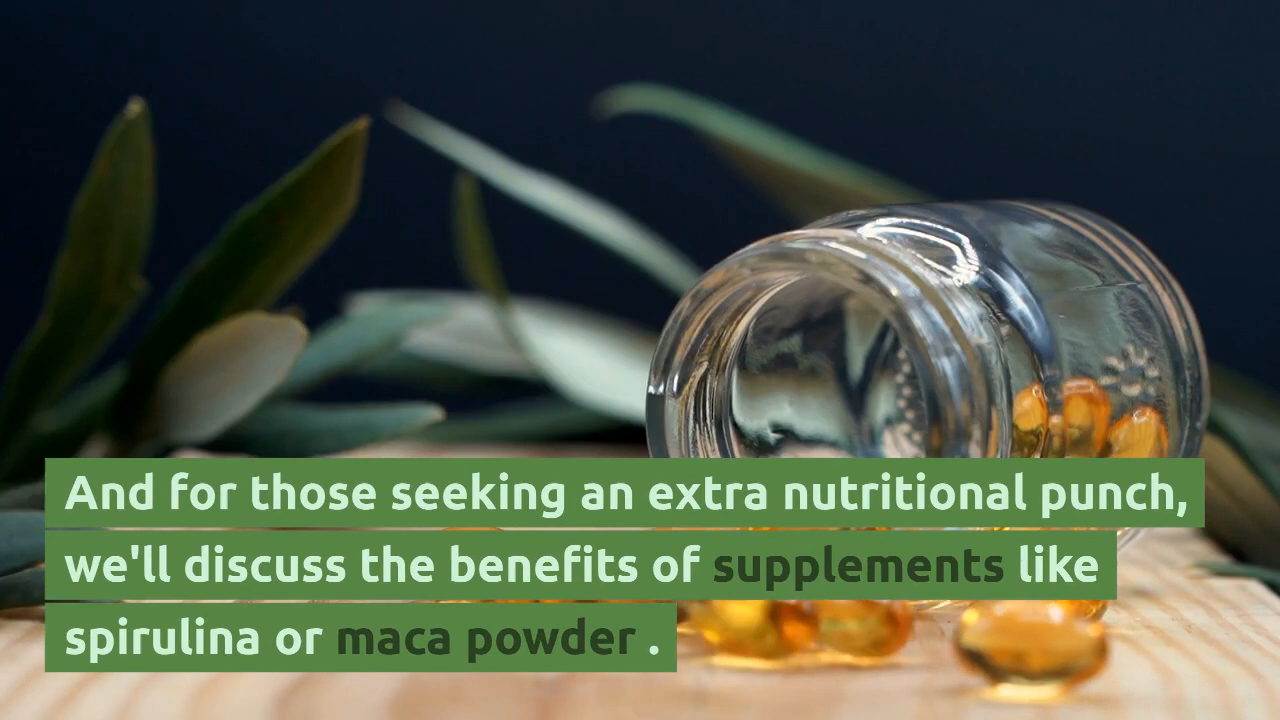 And for those seeking an extra nutritional punch,
we'll discuss the benefits of supplements like
spirulina or maca powder .